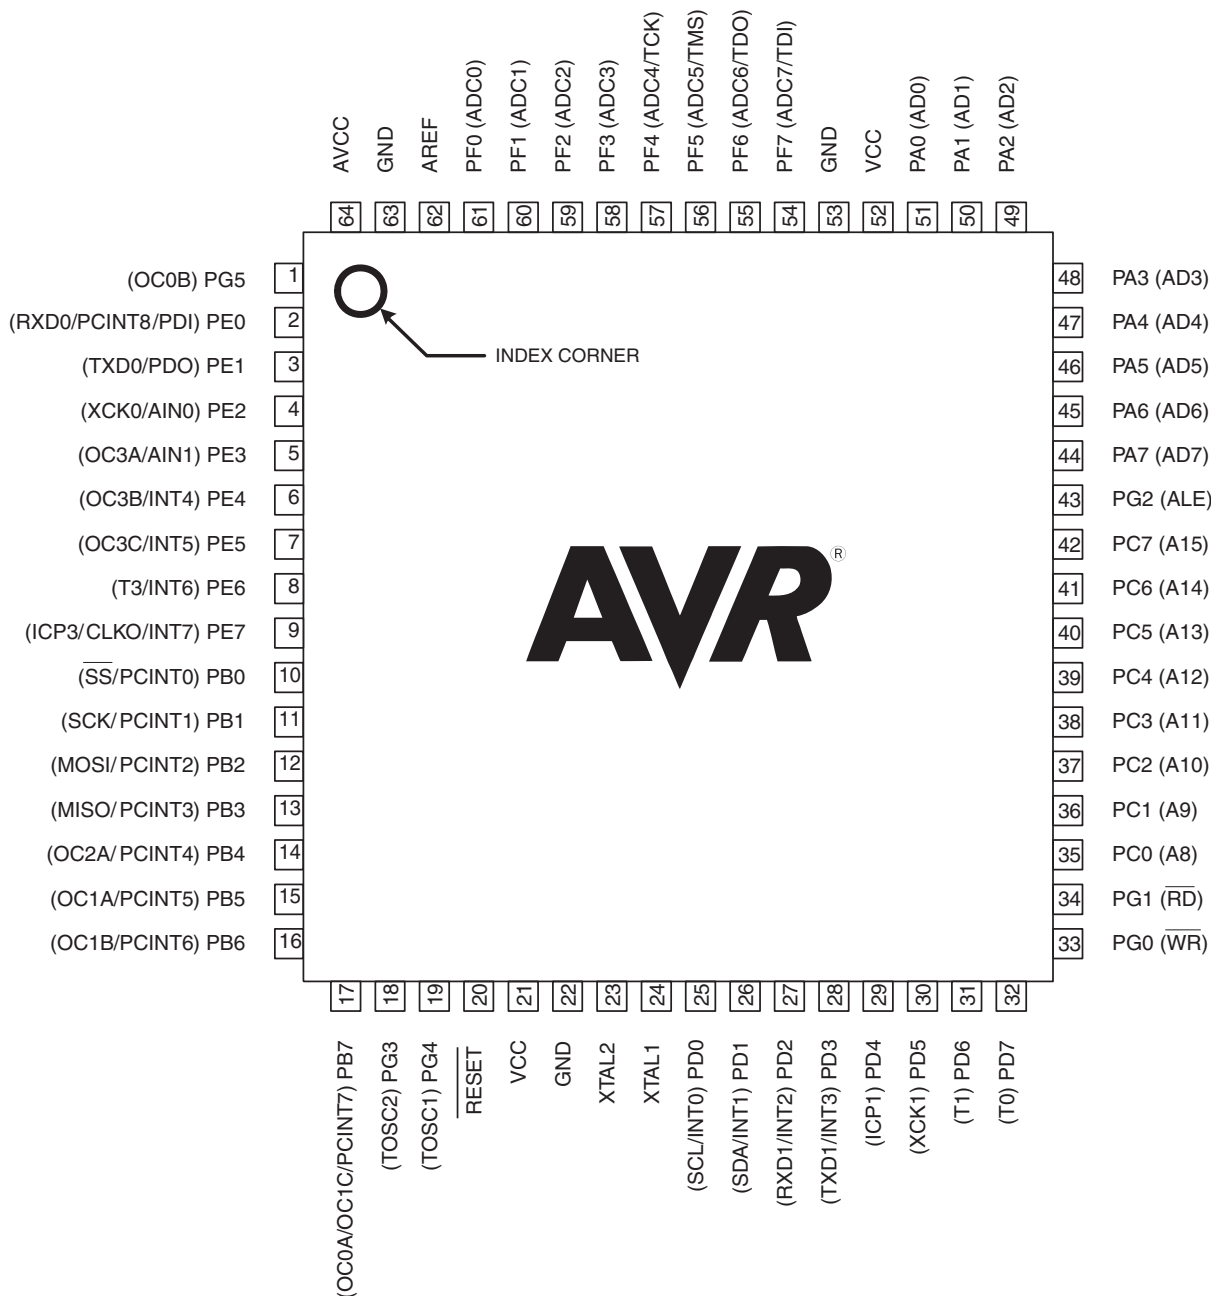 AVCC
GND
AREF
PF0 (ADC0)
PF1 (ADC1)
PF2 (ADC2)
PF3 (ADC3)
PF4 (ADC4/TCK)
PF5 (ADC5/TMS)
PF6 (ADC6/TDO)
PF7 (ADC7/TDI)
GND
VCC
PA0 (AD0)
PA1 (AD1)
PA2 (AD2)
64
63
62
61
60
59
58
57
56
55
54
53
52
51
50
49
(OC0B) PG5 1
(RXD0/PCINT8/PDI) PE0 2
(TXD0/PDO) PE1 3
(XCK0/AIN0) PE2 4
(OC3A/AIN1) PE3 5
(OC3B/INT4) PE4 6
(OC3C/INT5) PE5 7
(T3/INT6) PE6 8
(ICP3/CLKO/INT7) PE7 9
(SS/PCINT0) PB0 10
(SCK/PCINT1) PB1 11
(MOSI/PCINT2) PB2 12
(MISO/PCINT3) PB3 13
(OC2A/PCINT4) PB4 14
(OC1A/PCINT5) PB5 15
(OC1B/PCINT6) PB6 16
INDEX CORNER
AVR®
48 PA3 (AD3)
47 PA4 (AD4)
46 PA5 (AD5)
45 PA6 (AD6)
44 PA7 (AD7)
43 PG2 (ALE)
42 PC7 (A15)
41 PC6 (A14)
40 PC5 (A13)
39 PC4 (A12)
38 PC3 (A11)
37 PC2 (A10)
36 PC1 (A9)
35 PC0 (A8)
34 PG1 (RD)
33 PG0 (WR)
17
18
19
20
21
22
23
24
25
26
27
28
29
30
31
32
(OC0A/OC1C/PCINT7) PB7
(TOSC2) PG3
(TOSC1) PG4
RESET
VCC
GND
XTAL2
XTAL1
(SCL/INT0) PD0
(SDA/INT1) PD1
(RXD1/INT2) PD2
(TXD1/INT3) PD3
(ICP1) PD4
(XCK1) PD5
(T1) PD6
(T0) PD7